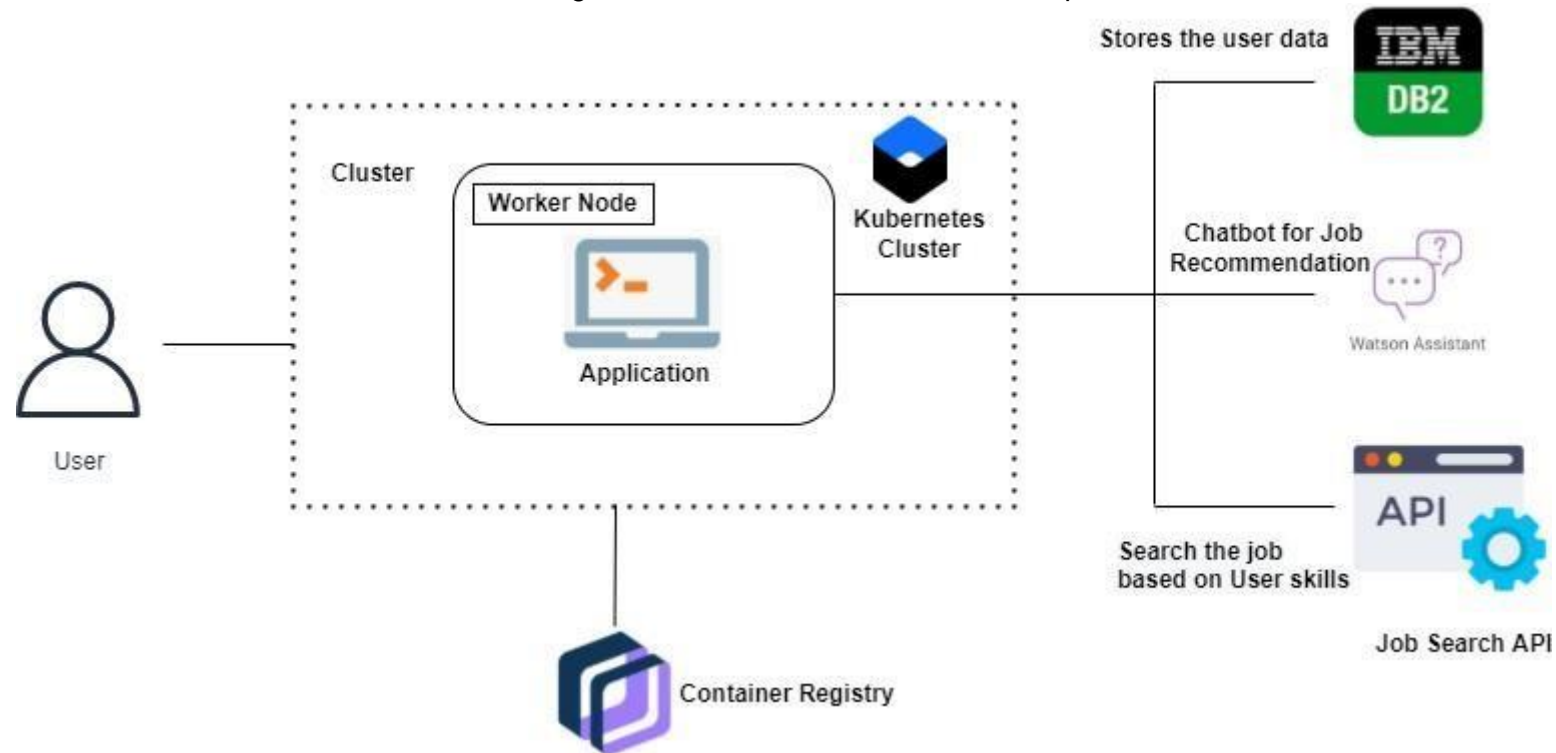 Stores the user data
IBM
DB2
Cluster
Worker Node
Kubernetes
Cluster
Application
Chatbot for Job
Recommendation
?
Watson Assistant
User
API
Search the job
based on User skills
Job Search API
Container Registry